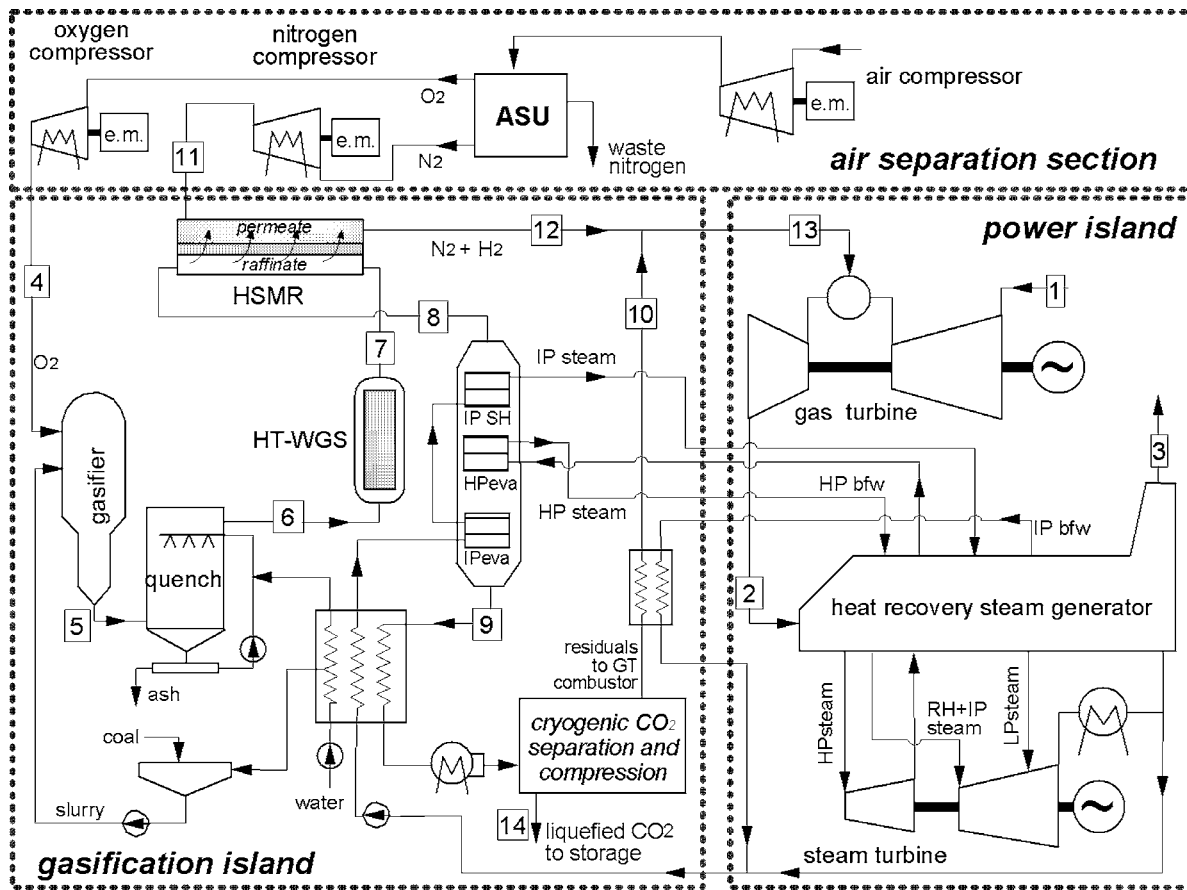 oxygen
compressor
nitrogen
compressor
air compressor
O2
ASU
e.m.
e.m.
e.m.
11
N2
waste
nitrogen
air separation section
permeate
raffinate
HSMR
N2 + H2
12
13
power island
4
8
10
1
7
O2
IP steam
gas turbine
IP SH
HT-WGS
gasifier
HPeva
HP bfw
3
HP steam
IP bfw
6
IPeva
quench
2
heat recovery steam generator
5
9
ash
residuals
to GT
combustor
coal
cryogenic CO2
separation and
compression
HPsteam
RH+IP
steam
LPsteam
water
slurry
14
liquefied CO2
to storage
~
~
steam turbine
gasification island